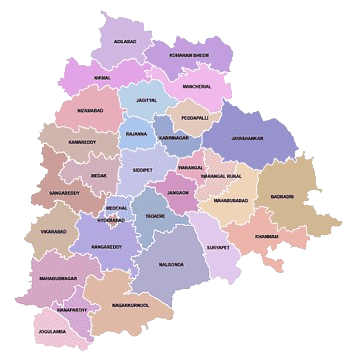 ADILABAD
KOMARAM BHEEM
NIRMAL
MANCHERIAL
NIZAMABAD
JAGITYAL
PEDDAPALLI
RAJANNA
KARIMNAGAR
JAYASHANKAR
KAMAREDDY
MEDAK
SIDDIPET
WARANGAL
WARANGAL RURAL
SANGAREDDY
JANGAON
MAHABUBABAD
BADRADRI
MEDCHAL
HYDERABAD
YADADRI
VIKARABAD
RANGAREDDY
SURYAPET
KHAMMAM
NALGONDA
MAHABUBNAGAR
WANAPARTHY
NAGARKURNOOL
JOGULAMBA